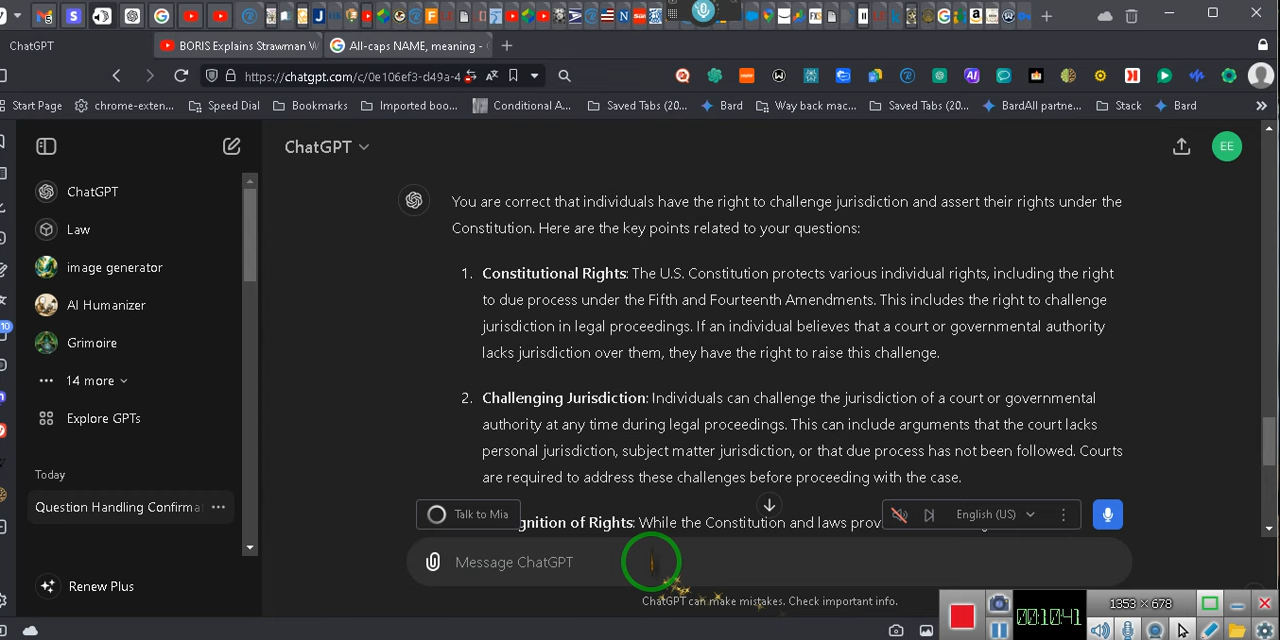 ChatGPT
BORIS Explains Strawman W
All-caps NAME, meaning -
https://chatgpt.com/c/0e106ef3-d49a-4
Start Page
chrome-exten...
Speed Dial
Bookmarks
Imported boo...
Conditional A...
Saved Tabs (20...
Bard
Way back mac...
Saved Tabs (20...
BardAll partne...
Stack
Bard
ChatGPT
EE
ChatGPT
Law
image generator
AI Humanizer
Grimoire
14 more
Explore GPTs
Today
Question Handling Confirma
Renew Plus
You are correct that individuals have the right to challenge jurisdiction and assert their rights under the
Constitution. Here are the key points related to your questions:
1. Constitutional Rights: The U.S. Constitution protects various individual rights, including the right
to due process under the Fifth and Fourteenth Amendments. This includes the right to challenge
jurisdiction in legal proceedings. If an individual believes that a court or governmental authority
lacks jurisdiction over them, they have the right to raise this challenge.
2. Challenging Jurisdiction: Individuals can challenge the jurisdiction of a court or governmental
authority at any time during legal proceedings. This can include arguments that the court lacks
personal jurisdiction, subject matter jurisdiction, or that due process has not been followed. Courts
are required to address these challenges before proceeding with the case.
gnition of Rights: While the Constitution and laws prov
Talk to Mia
English (US)
Message ChatGPT
ChatGPT can make mistakes. Check important info.
00:10:41
1353 × 678